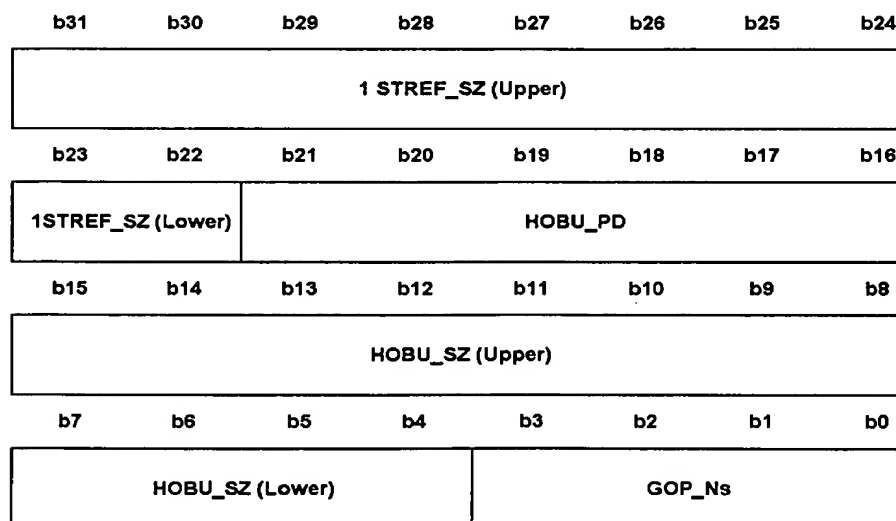 b31 b30 b29 b28 b27 b26 b25 b24
1 STREF_SZ (Upper)
b23 b22 b21 b20 b19 b18 b17 b16
1STREF_SZ (Lower) HOBU_PD
b15 b14 b13 b12 b11 b10 b9 b8
HOBU_SZ (Upper)
b7 b6 b5 b4 b3 b2 b1 b0
HOBU_SZ (Lower) GOP_Ns